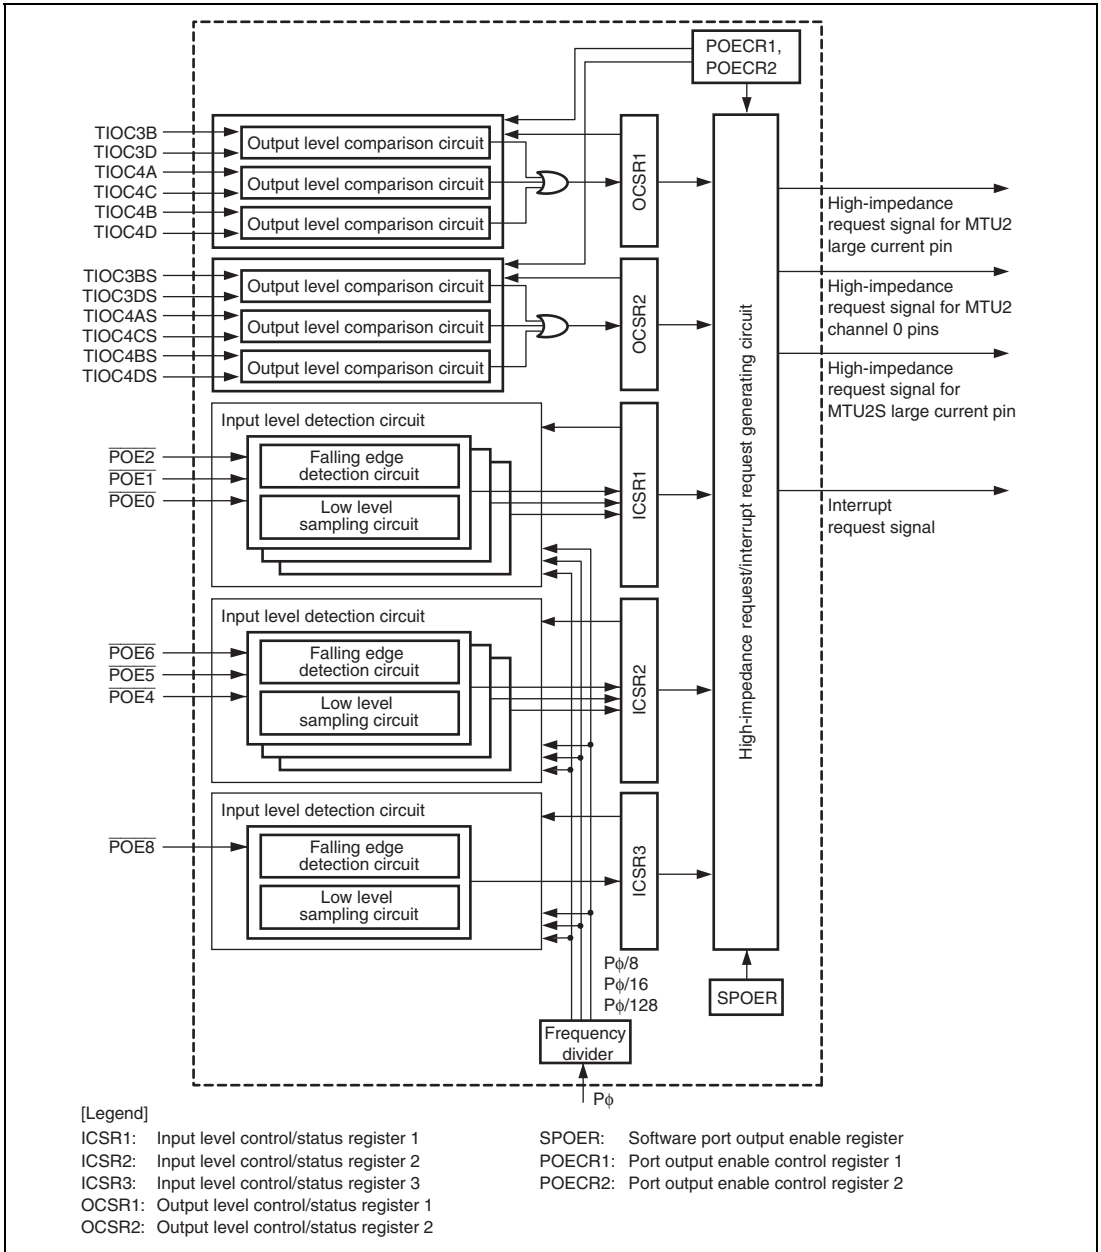 POECR1,
POECR2
TIOC3B
TIOC3D
TIOC4A
TIOC4C
TIOC4B
TIOC4D
Output level comparison circuit
Output level comparison circuit
Output level comparison circuit
OCSR1
TIOC3BS
TIOC3DS
TIOC4AS
TIOC4CS
TIOC4BS
TIOC4DS
Output level comparison circuit
Output level comparison circuit
Output level comparison circuit
OCSR2
Input level detection circuit
POE2
POE1
POE0
Falling edge
detection circuit
Low level
sampling circuit
ICSR1
Input level detection circuit
POE6
POE5
POE4
Falling edge
detection circuit
Low level
sampling circuit
ICSR2
Input level detection circuit
POE8
Falling edge
detection circuit
Low level
sampling circuit
ICSR3
High-impedance request/interrupt request generating circuit
High-impedance
request signal for MTU2
large current pin
High-impedance
request signal for MTU2
channel 0 pins
High-impedance
request signal for
MTU2S large current pin
Interrupt
request signal
Pϕ/8
Pϕ/16
Pϕ/128
SPOER
Frequency
divider
Pϕ
[Legend]
ICSR1: Input level control/status register 1
ICSR2: Input level control/status register 2
ICSR3: Input level control/status register 3
OCSR1: Output level control/status register 1
OCSR2: Output level control/status register 2
SPOER: Software port output enable register
POECR1: Port output enable control register 1
POECR2: Port output enable control register 2